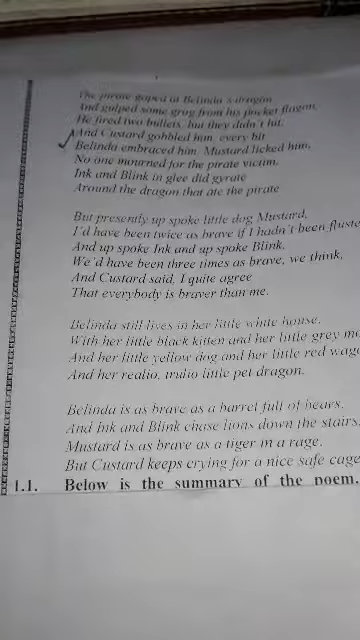 The pirate gaped at Belinda's dragon
And gulped some grog from his pocket flagon,
He fired two bullets, but they didn't hit,
And Custard gobbled him, every bit
Belinda embraced him, Mustard licked him,
No one mourned for the pirate victim,
Ink and Blink in glee did gyrate
Around the dragon that ate the pirate
But presently up spoke little dog Mustard,
I'd have been twice as brave if I hadn't been fluste
And up spoke Ink and up spoke Blink,
We'd have been three times as brave, we think,
And Custard said, I quite agree
That everybody is braver than me.
Belinda still lives in her little white house,
With her little black kitten and her little grey mo
And her little yellow dog and her little red wago
And her realio, trulio little pet dragon.
Belinda is as brave as a barrel full of bears,
And Ink and Blink chase lions down the stairs,
Mustard is as brave as a tiger in a rage,
But Custard keeps crying for a nice safe cage
1.1. Below is the summary of the poem.